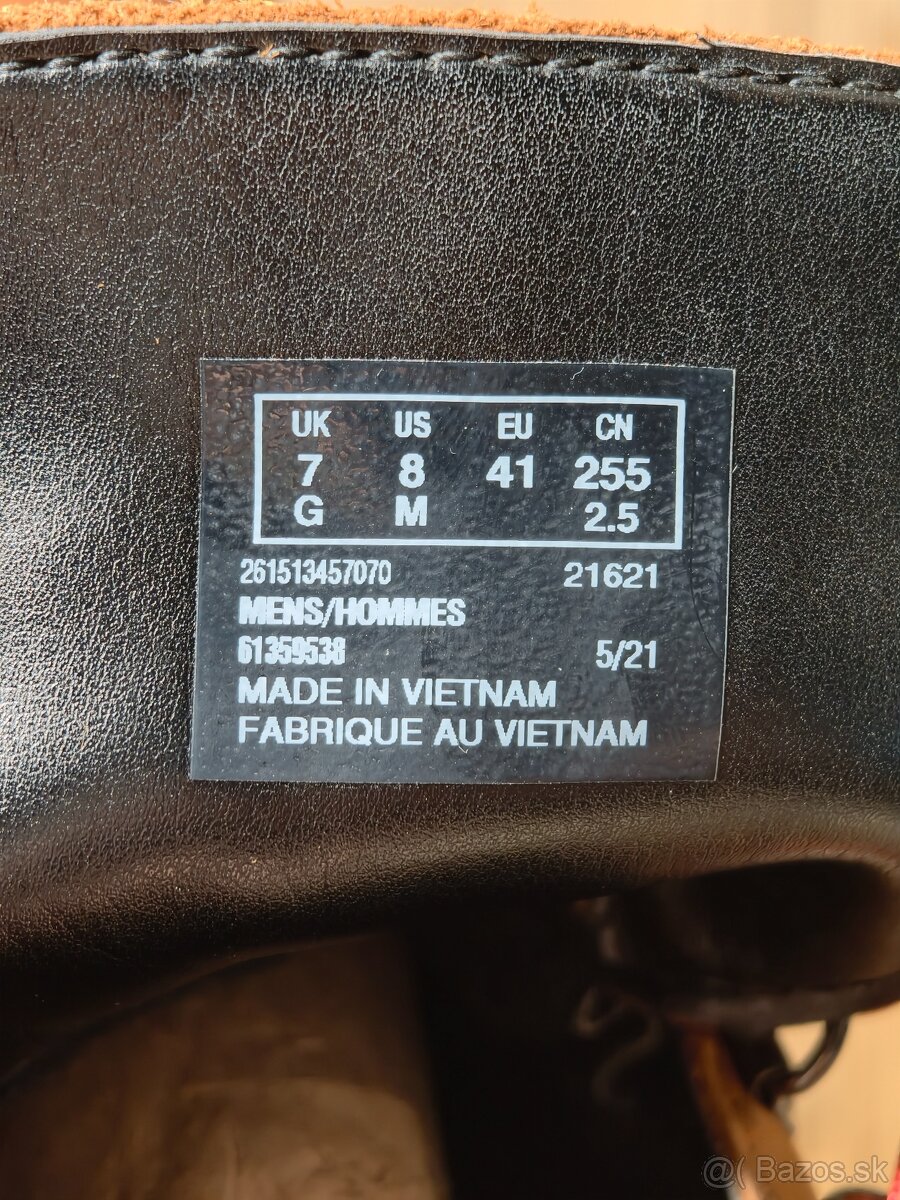 UK US EU CN
7 8 41 255
G M 2.5
261513457070 21621
MENS/HOMMES
61359538 5/21
MADE IN VIETNAM
FABRIQUE AU VIETNAM
@( Bazos.sk